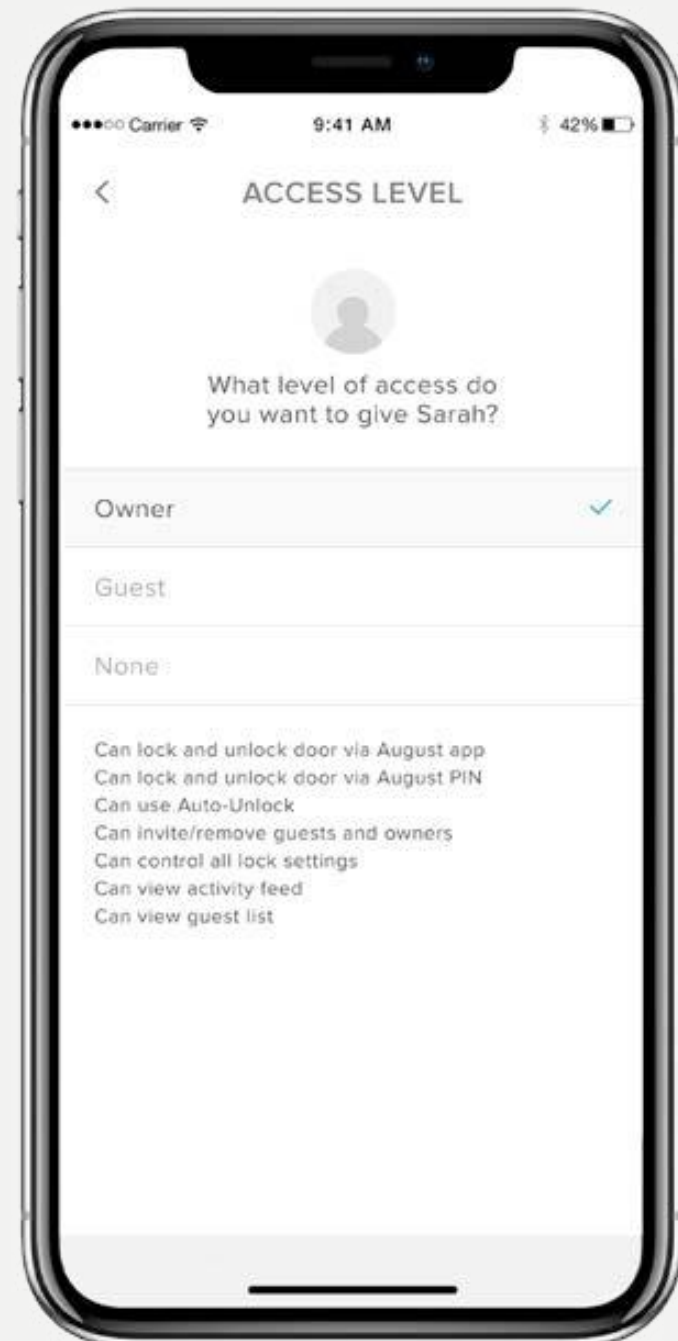 Carrier 9:41 AM 42%
ACCESS LEVEL
What level of access do
you want to give Sarah?
Owner
Guest
None
Can lock and unlock door via August app
Can lock and unlock door via August PIN
Can use Auto-Unlock
Can invite/remove guests and owners
Can control all lock settings
Can view activity feed
Can view guest list